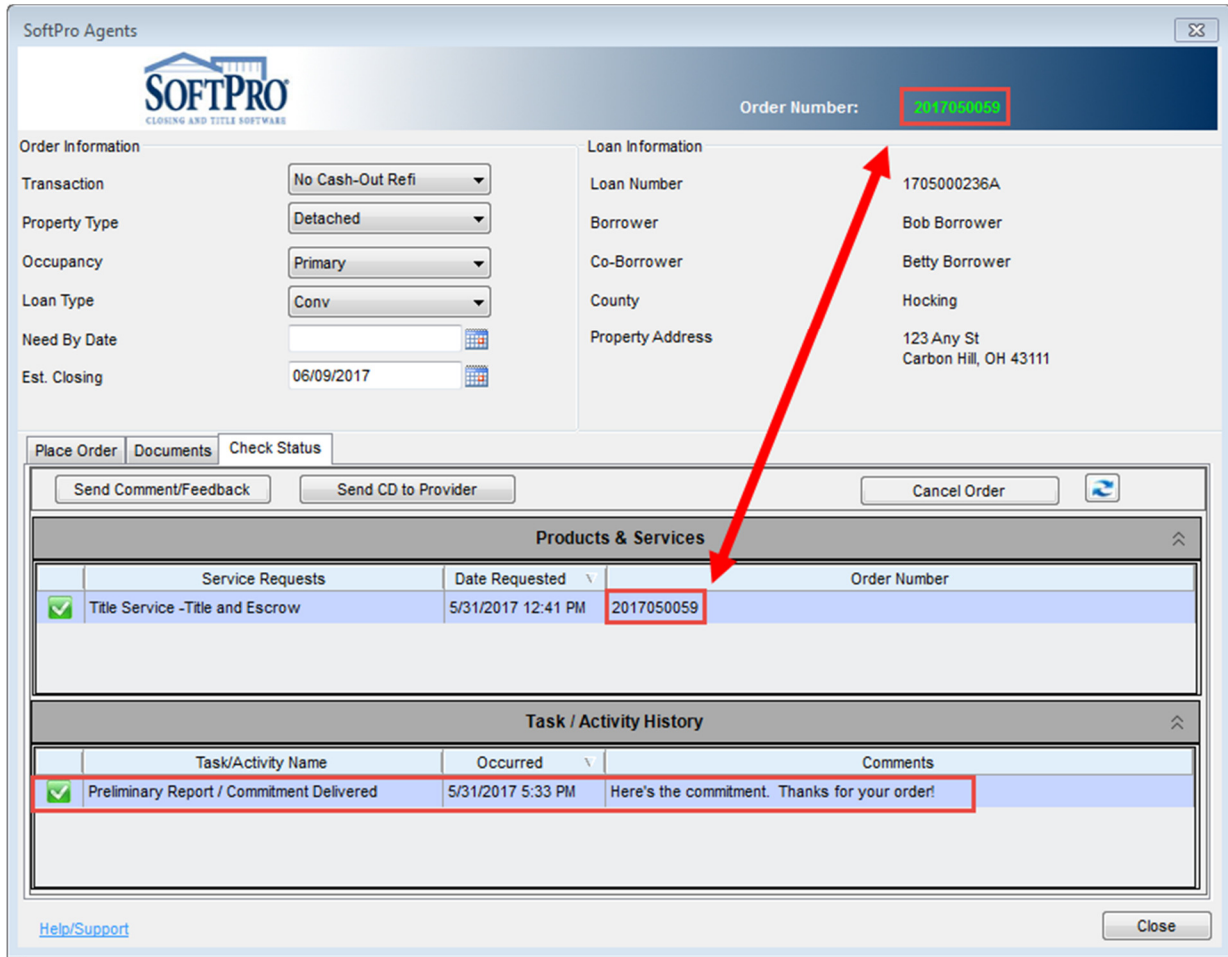 SoftPro Agents
SOFTPRO®
CLOSING AND TITLE SOFTWARE
Order Number: 2017050059
Order Information
Transaction No Cash-Out Refi
Property Type Detached
Occupancy Primary
Loan Type Conv
Need By Date
Est. Closing 06/09/2017
Loan Information
Loan Number 1705000236A
Borrower Bob Borrower
Co-Borrower Betty Borrower
County Hocking
Property Address 123 Any St
Carbon Hill, OH 43111
Place Order Documents Check Status
Send Comment/Feedback Send CD to Provider Cancel Order
Products & Services
Service Requests Date Requested Order Number
Title Service -Title and Escrow 5/31/2017 12:41 PM 2017050059
Task / Activity History
Task/Activity Name Occurred Comments
Preliminary Report / Commitment Delivered 5/31/2017 5:33 PM Here's the commitment. Thanks for your order!
Help/Support Close